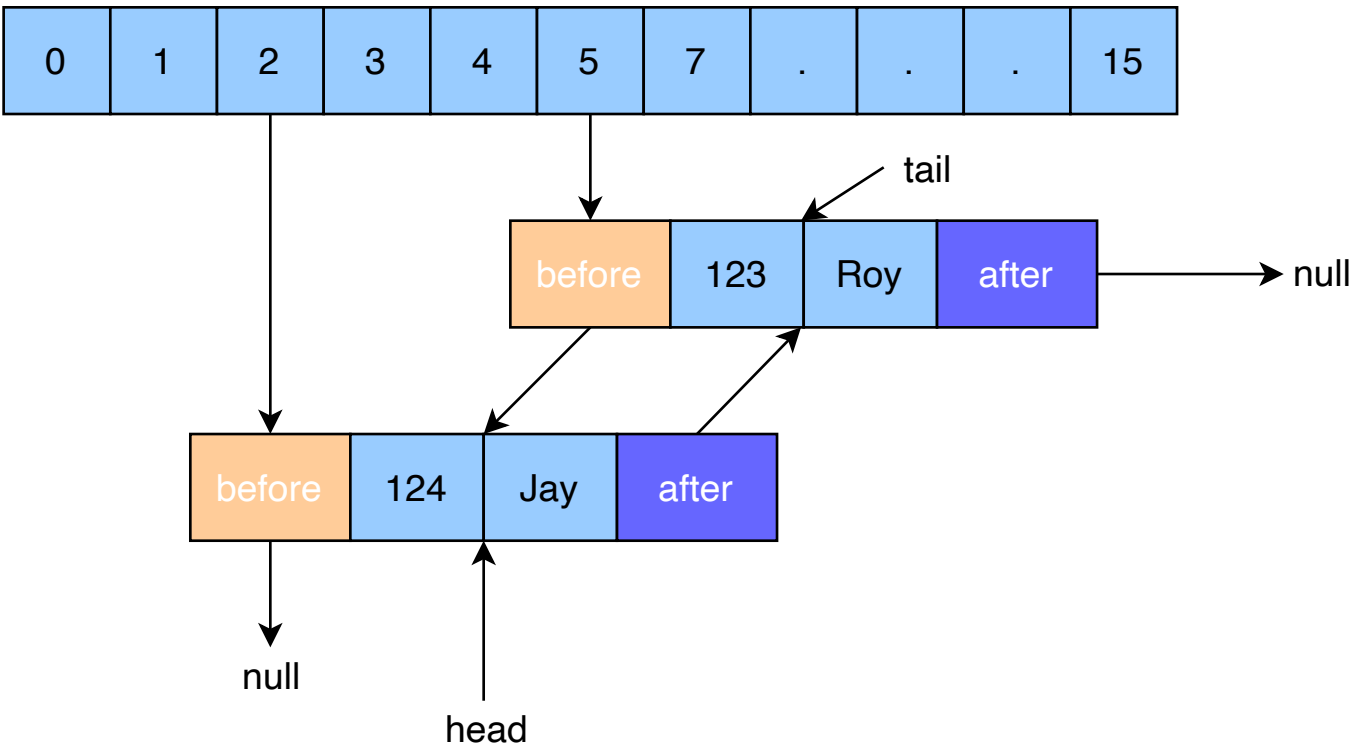 0 1 2 3 4 5 7 . . . 15
tail
before 123 Roy after null
before 124 Jay after
null
head